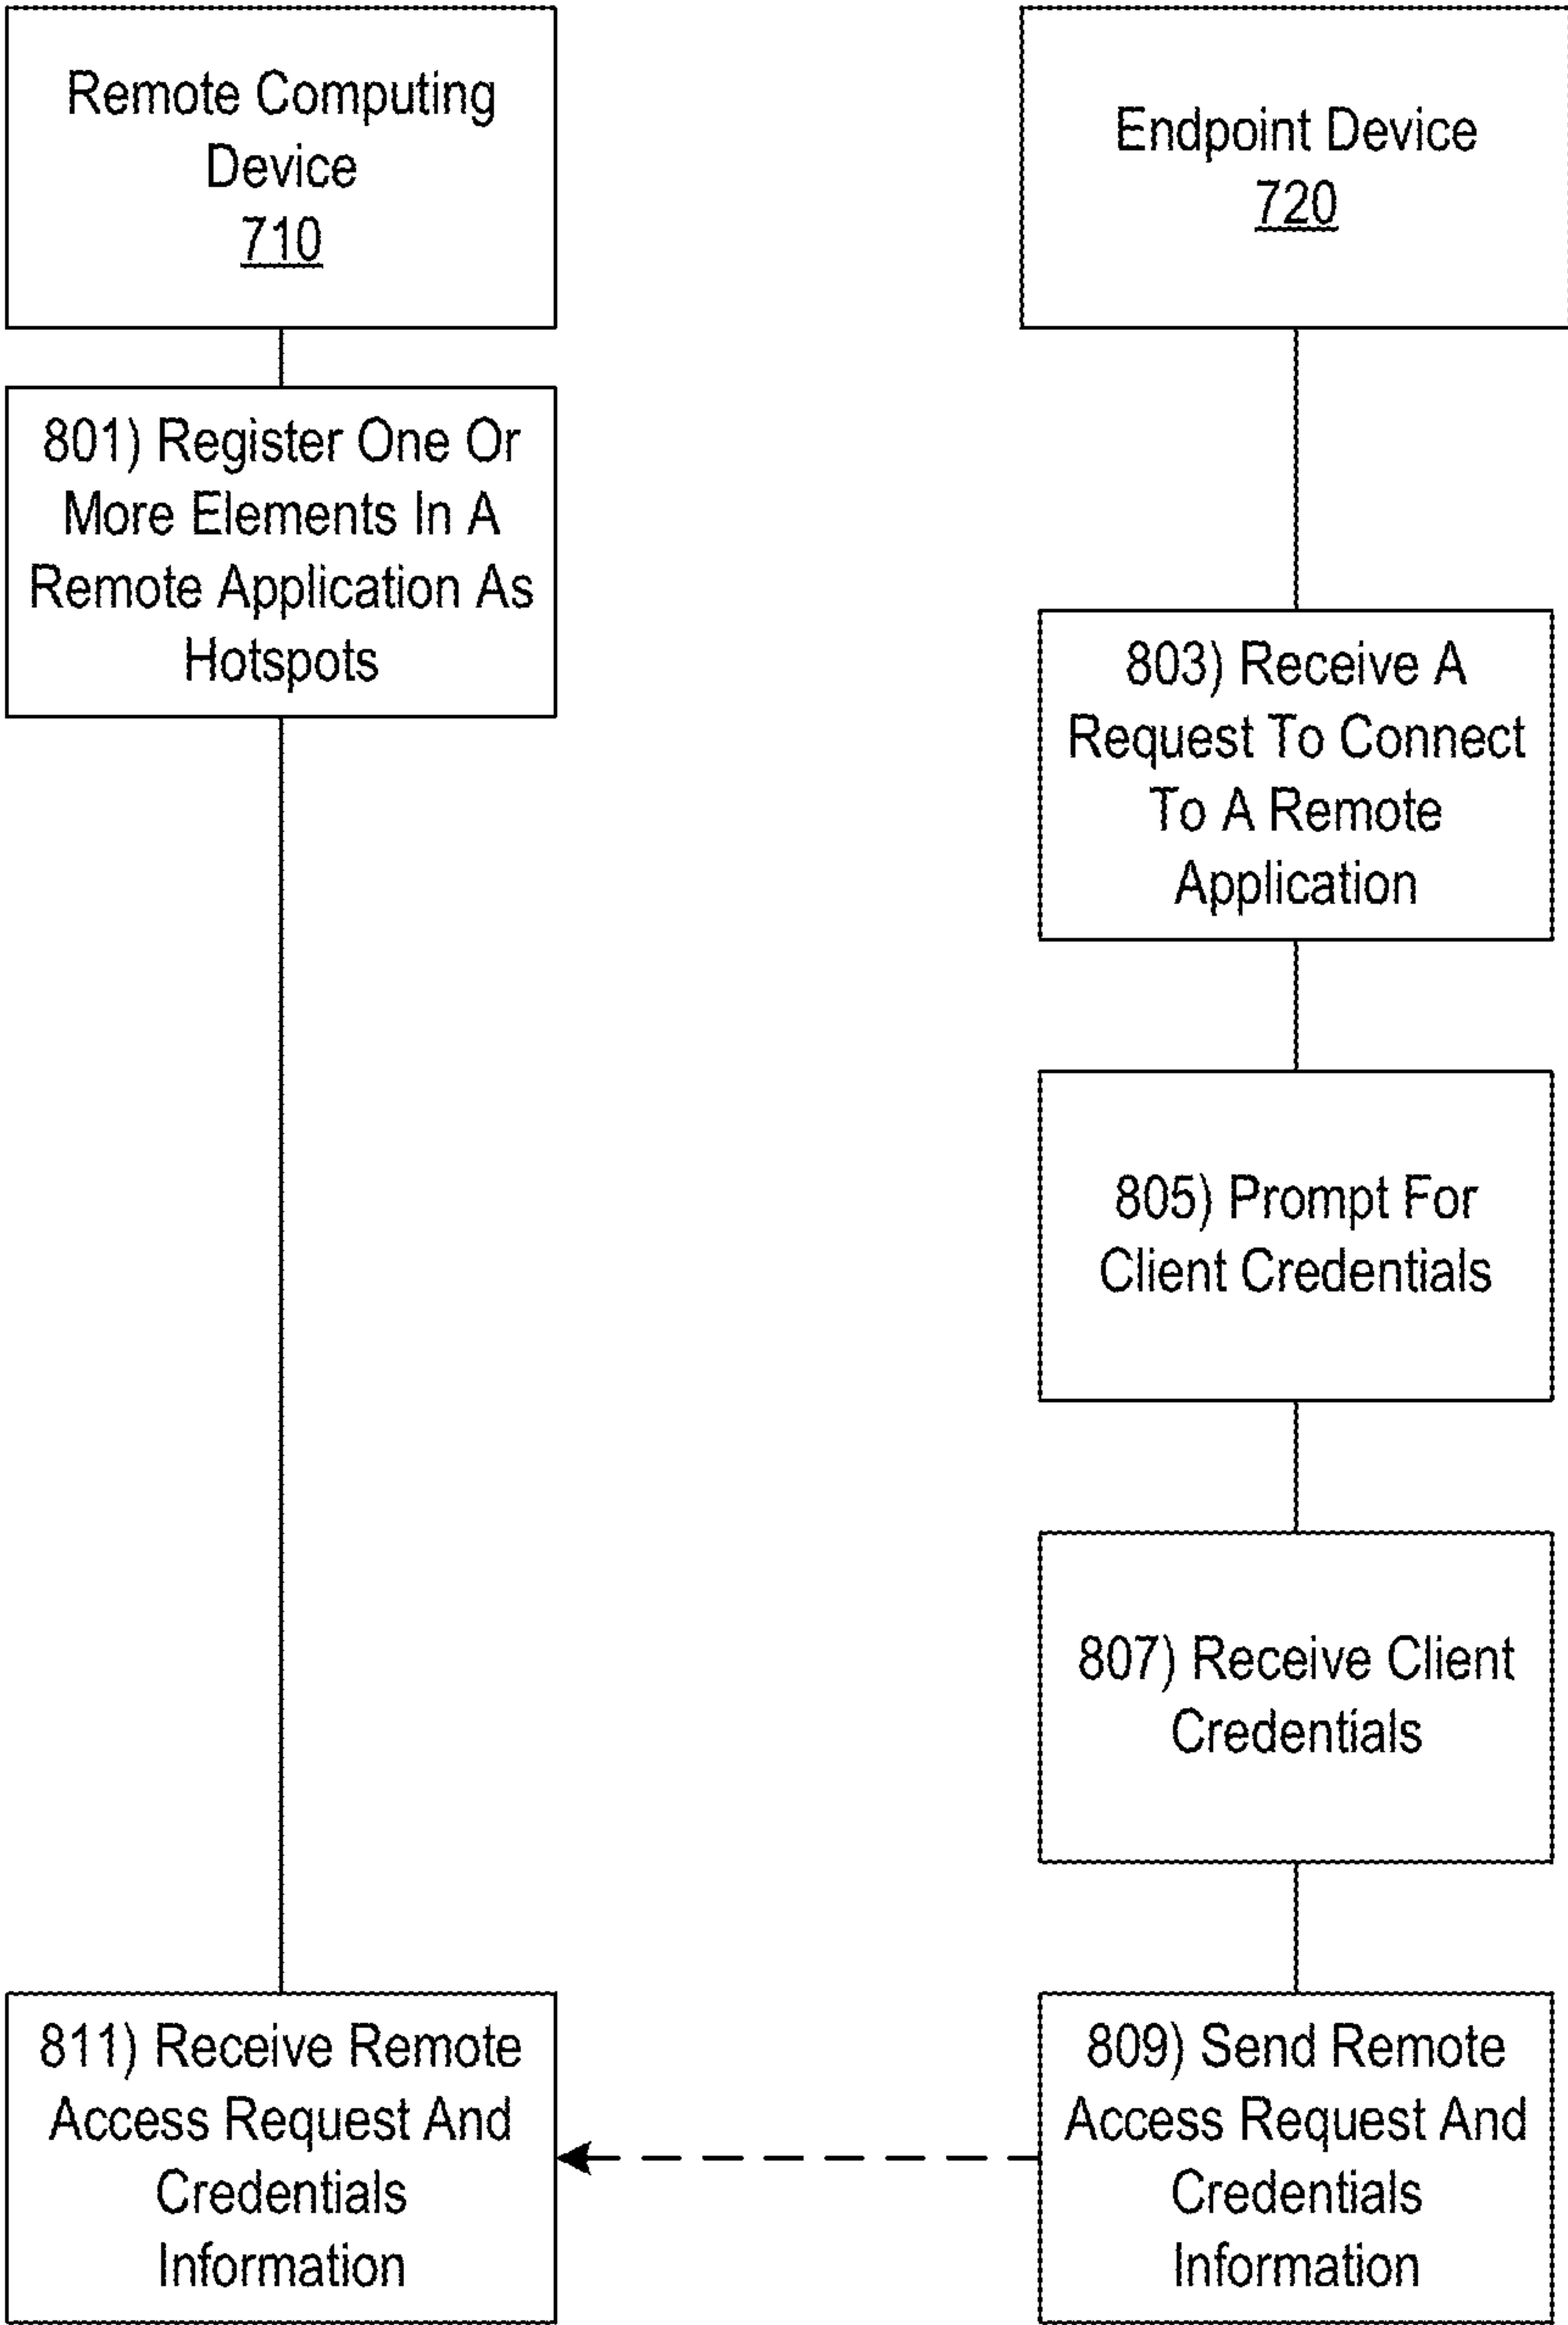 Remote Computing
Device
710
Endpoint Device
720
801) Register One Or
More Elements In A
Remote Application As
Hotspots
803) Receive A
Request To Connect
To A Remote
Application
805) Prompt For
Client Credentials
807) Receive Client
Credentials
811) Receive Remote
Access Request And
Credentials
Information
809) Send Remote
Access Request And
Credentials
Information